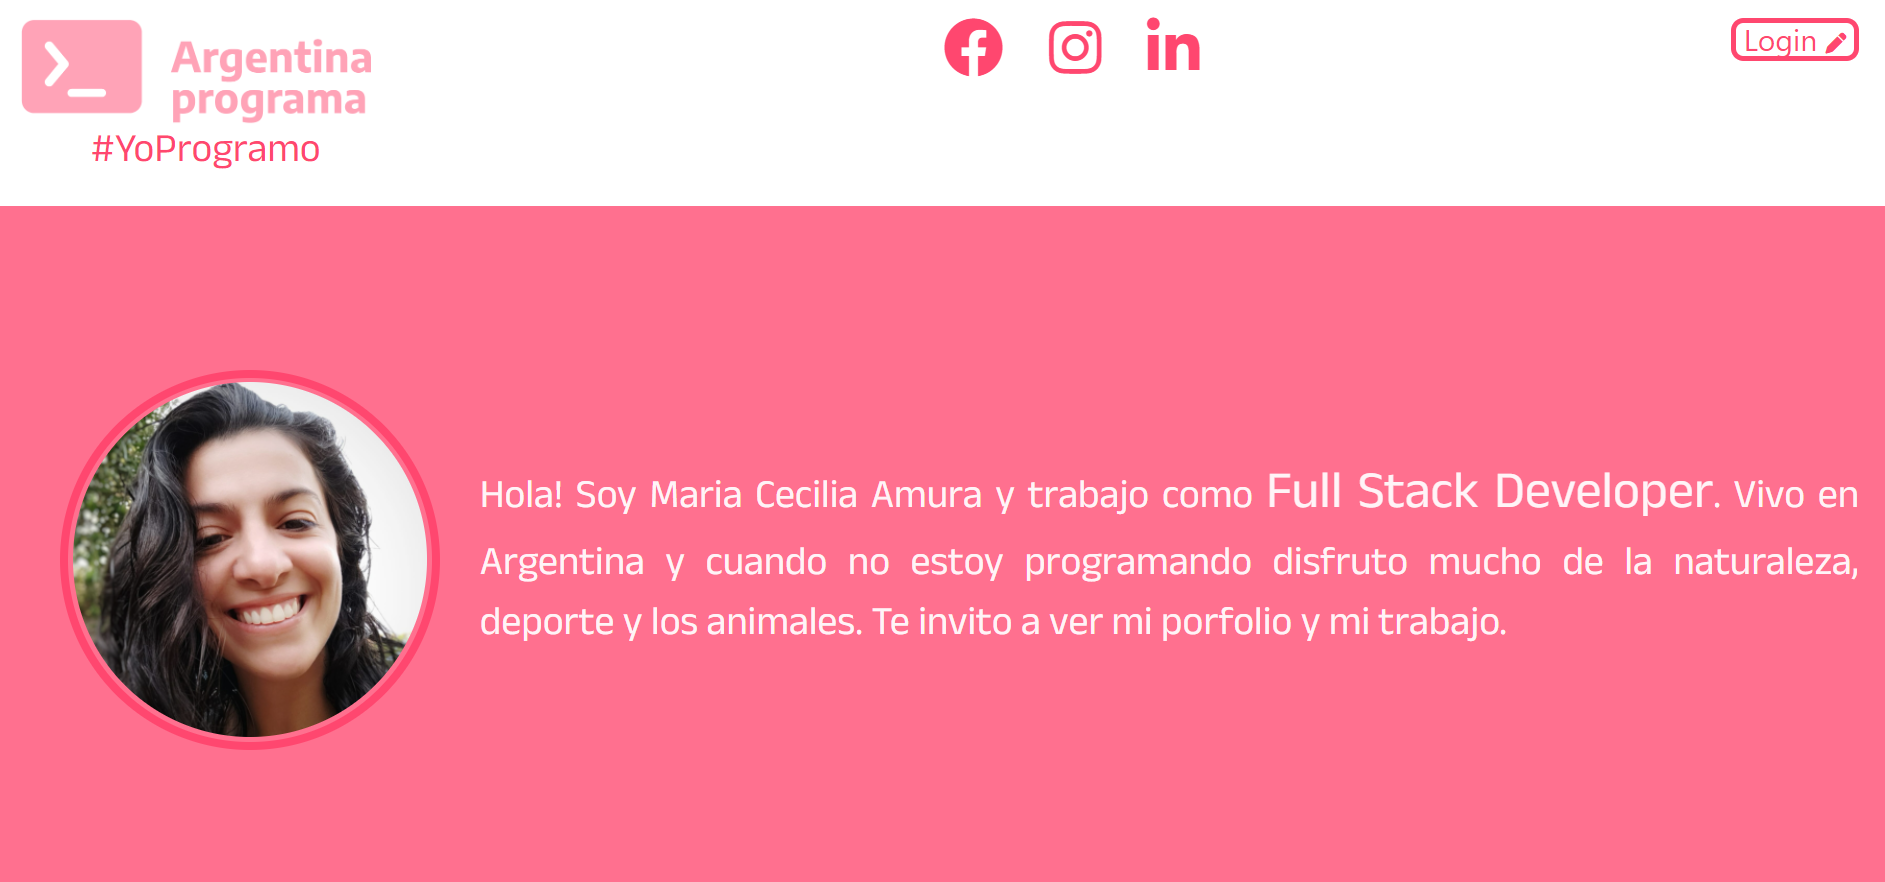 Argentina
programa
#YoProgramo
Login
Hola! Soy Maria Cecilia Amura y trabajo como Full Stack Developer. Vivo en
Argentina y cuando no estoy programando disfruto mucho de la naturaleza,
deporte y los animales. Te invito a ver mi porfolio y mi trabajo.